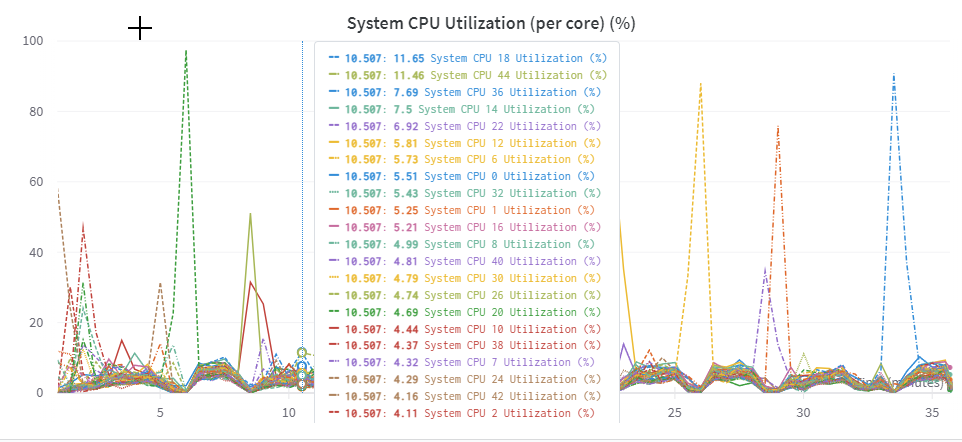 System CPU Utilization (per core) (%)
100
80
60
40
20
0
10.507: 11.65 System CPU 18 Utilization (%)
10.507: 11.46 System CPU 44 Utilization (%)
10.507: 7.69 System CPU 36 Utilization (%)
10.507: 7.5 System CPU 14 Utilization (%)
10.507: 6.92 System CPU 22 Utilization (%)
10.507: 5.81 System CPU 12 Utilization (%)
10.507: 5.73 System CPU 6 Utilization (%)
10.507: 5.51 System CPU 0 Utilization (%)
10.507: 5.43 System CPU 32 Utilization (%)
10.507: 5.25 System CPU 1 Utilization (%)
10.507: 5.21 System CPU 16 Utilization (%)
10.507: 4.99 System CPU 8 Utilization (%)
10.507: 4.81 System CPU 40 Utilization (%)
10.507: 4.79 System CPU 30 Utilization (%)
10.507: 4.74 System CPU 26 Utilization (%)
10.507: 4.69 System CPU 20 Utilization (%)
10.507: 4.44 System CPU 10 Utilization (%)
10.507: 4.37 System CPU 38 Utilization (%)
10.507: 4.32 System CPU 7 Utilization (%)
10.507: 4.29 System CPU 24 Utilization (%)
10.507: 4.16 System CPU 42 Utilization (%)
10.507: 4.11 System CPU 2 Utilization (%)
5 10 25 30 35